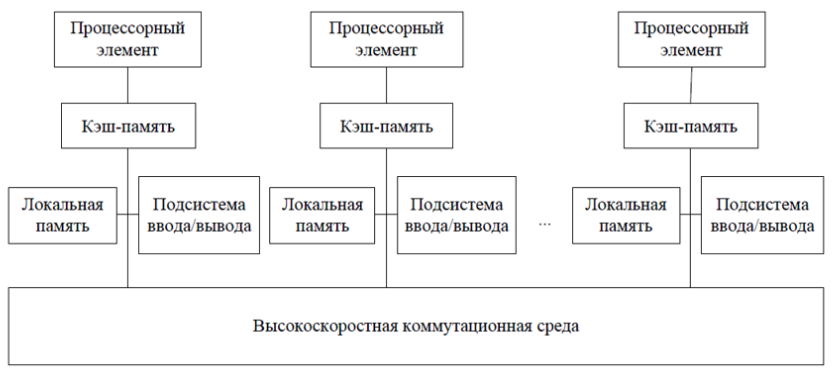 Процессорный
элемент
Процессорный
элемент
Процессорный
элемент
Кэш-память
Кэш-память
Кэш-память
Локальная
память
Подсистема
ввода/вывода
Локальная
память
Подсистема
ввода/вывода
...
Локальная
память
Подсистема
ввода/вывода
Высокоскоростная коммутационная среда